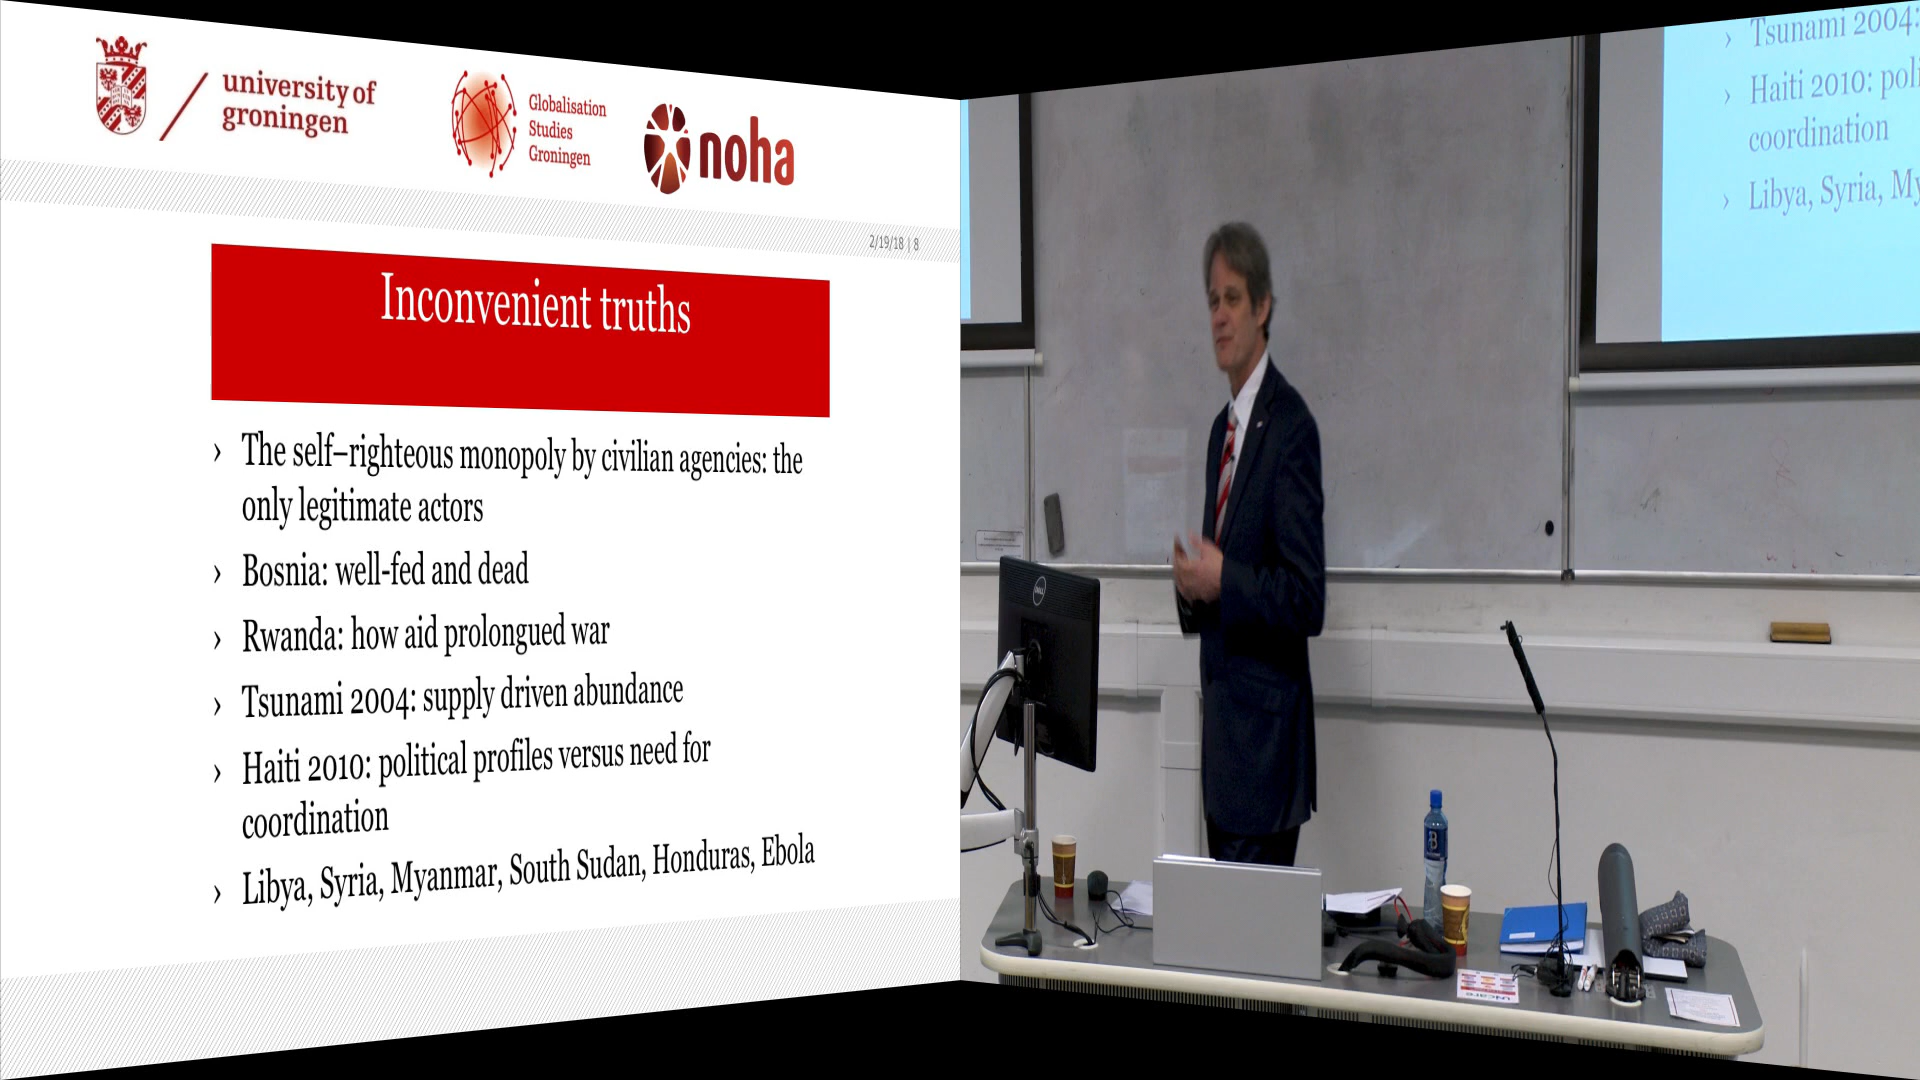 university of
groningen
Globalisation
Studies
Groningen
noha
2/19/18 | 8
Inconvenient truths
› The self–righteous monopoly by civilian agencies: the
only legitimate actors
› Bosnia: well-fed and dead
› Rwanda: how aid prolongued war
› Tsunami 2004: supply driven abundance
› Haiti 2010: political profiles versus need for
coordination
› Libya, Syria, Myanmar, South Sudan, Honduras, Ebola
› Tsunami 2004:
› Haiti 2010: poli
coordination
› Libya, Syria, My
DELL
B